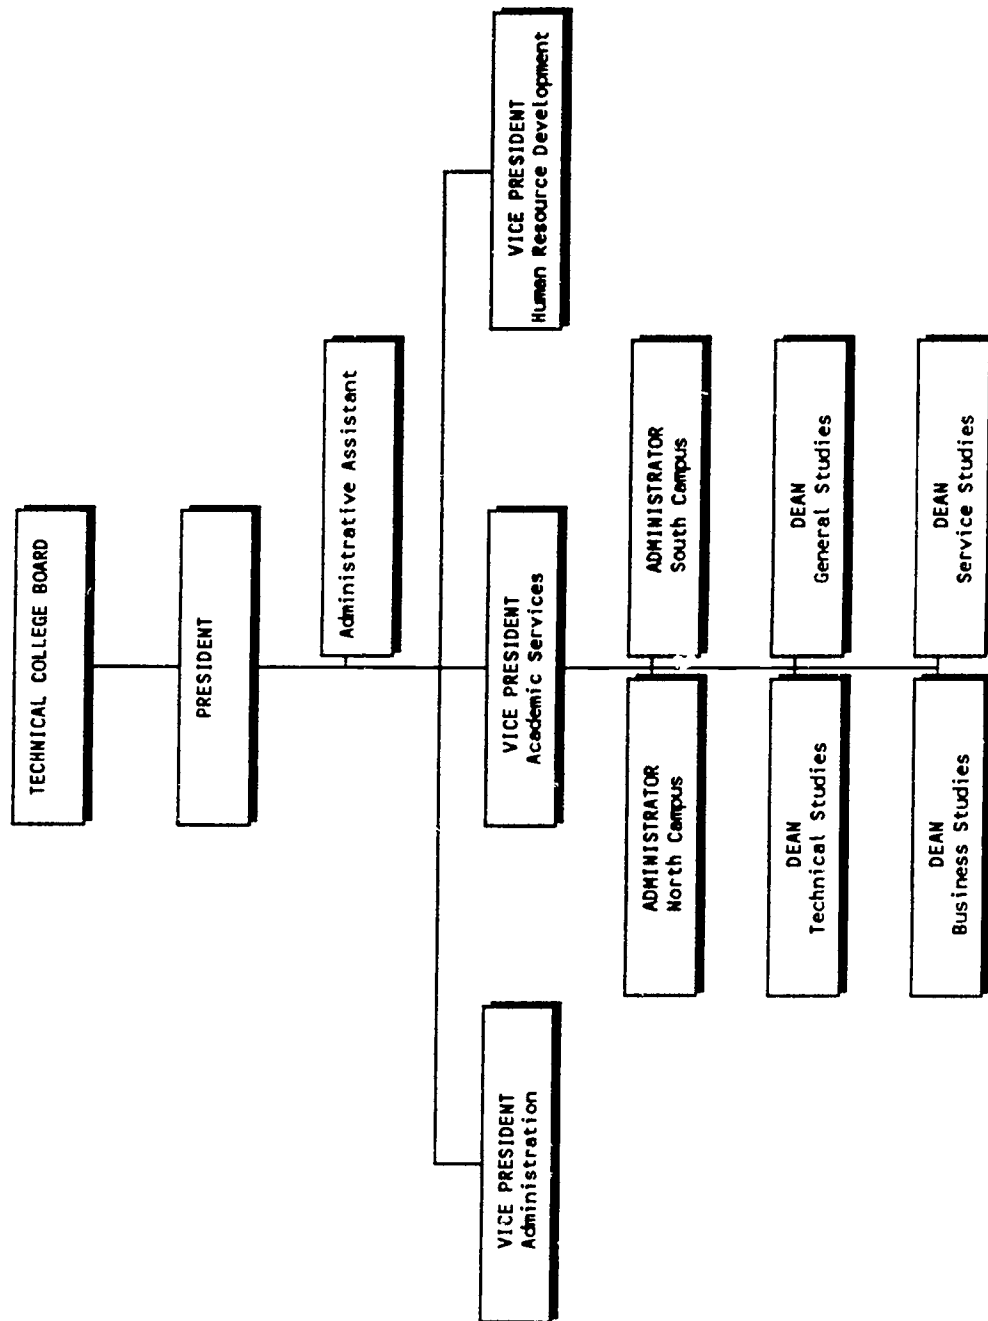 TECHNICAL COLLEGE BOARD
PRESIDENT
Administrative Assistant
VICE PRESIDENT
Administration
VICE PRESIDENT
Academic Services
VICE PRESIDENT
Human Resource Development
ADMINISTRATOR
North Campus
ADMINISTRATOR
South Campus
DEAN
Technical Studies
DEAN
General Studies
DEAN
Business Studies
DEAN
Service Studies